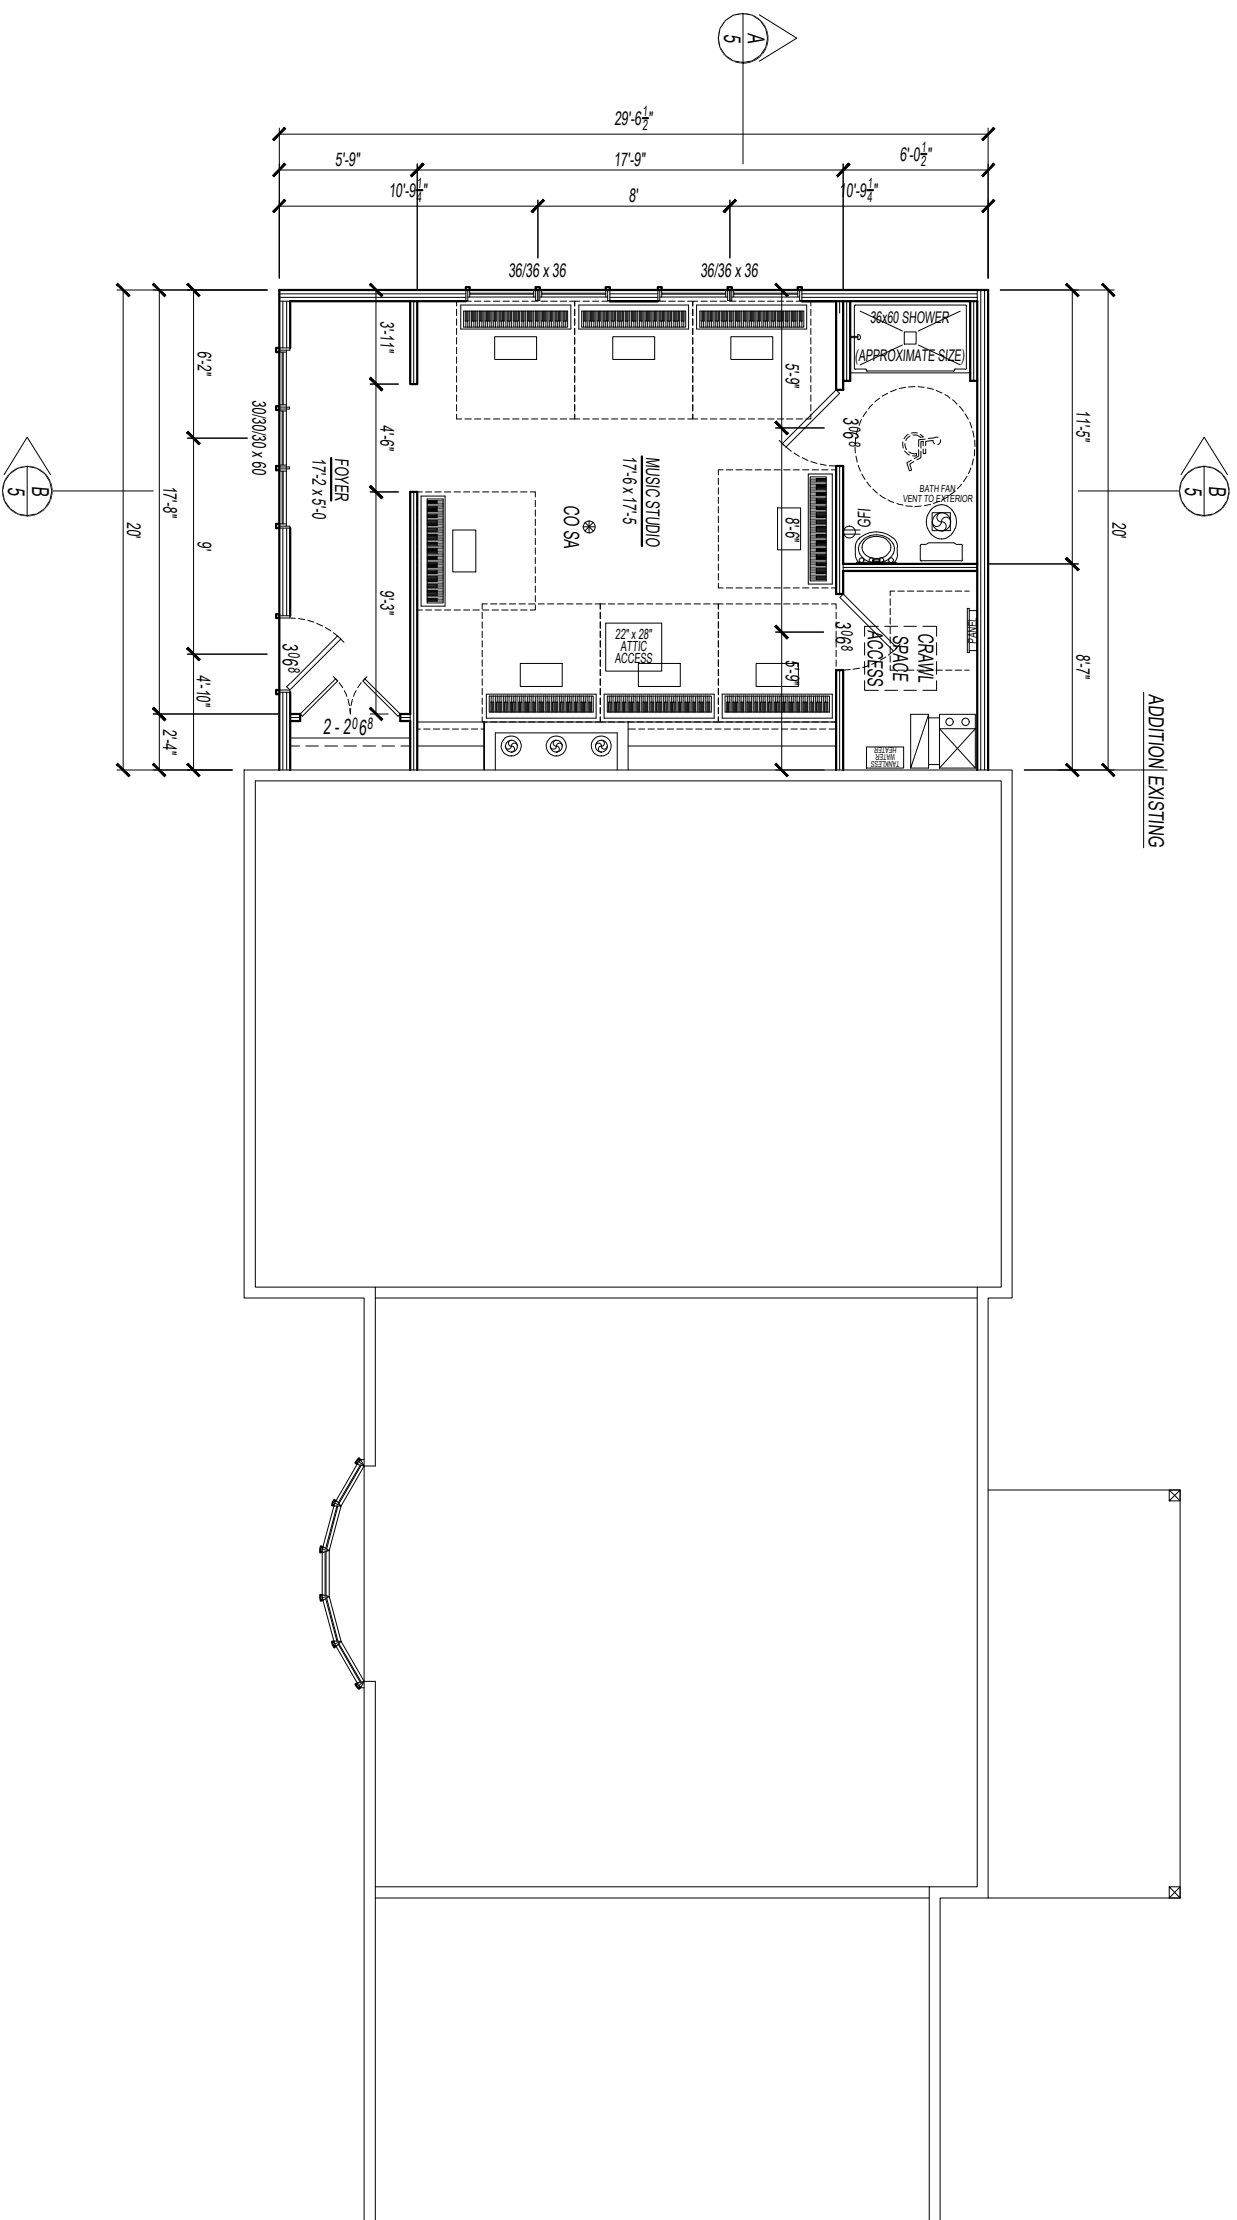 A
5
29'-6 1/2"
5'-9"
17'-9"
6'-0 1/2"
10'-9 1/4"
8'
10'-9 1/4"
36/36 x 36
36/36 x 36
36x60 SHOWER
(APPROXIMATE SIZE)
3'-11"
5'-9"
11'-5"
6'-2"
30/30/30 x 60
4'-6"
3068
FOYER
17'-2 x 5'-0
MUSIC STUDIO
17'-6 x 17'-5
BATH FAN
VENT TO EXTERIOR
B
5
B
5
17'-8"
20'
9'
CO SA
8'-6"
GFI
20'
9'-3"
22" x 28"
ATTIC
ACCESS
3068
CRAWL
SPACE
ACCESS
PANEL
3068
4'-10"
2 - 2068
5'-9"
8'-7"
2'-4"
TANKLESS
WATER
HEATER
ADDITION EXISTING